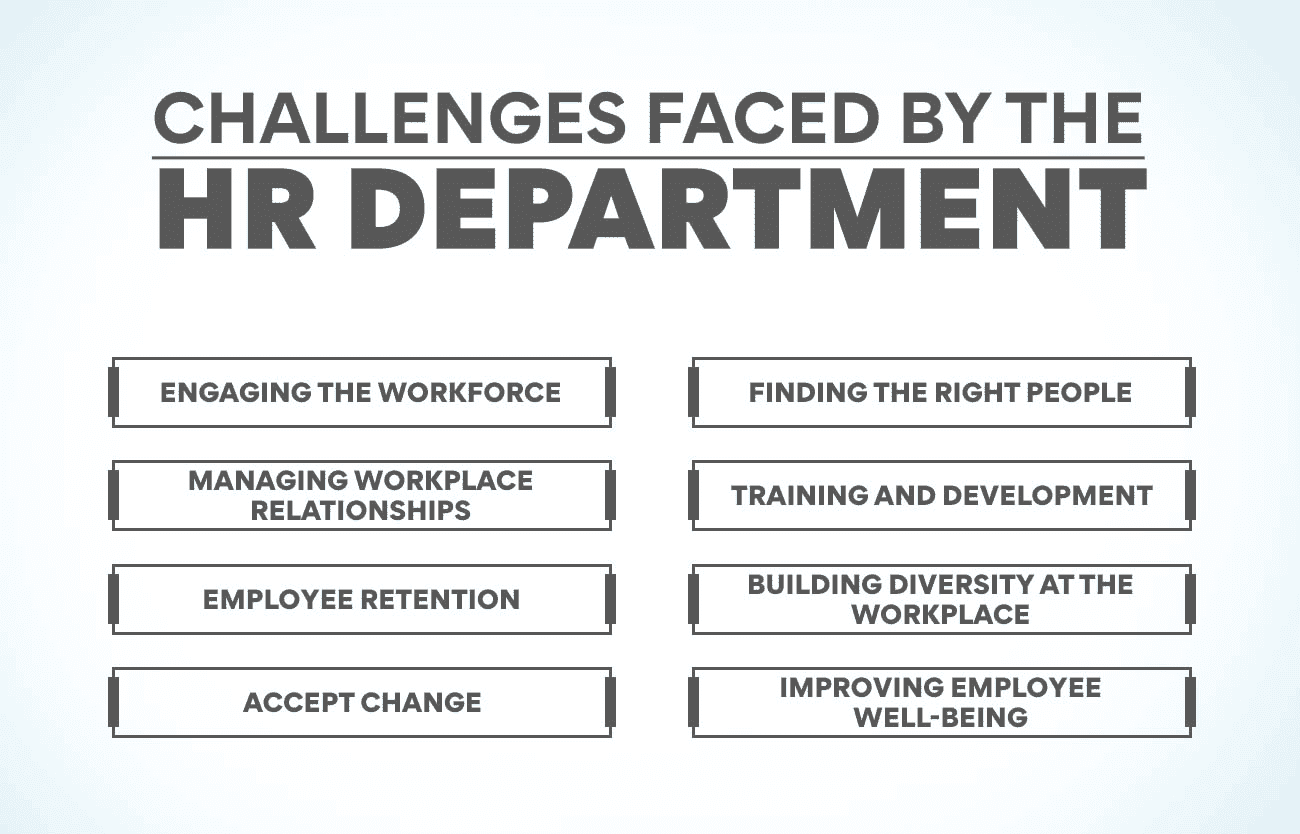 CHALLENGES FACED BY THE
HR DEPARTMENT
ENGAGING THE WORKFORCE
FINDING THE RIGHT PEOPLE
MANAGING WORKPLACE
RELATIONSHIPS
TRAINING AND DEVELOPMENT
EMPLOYEE RETENTION
BUILDING DIVERSITY AT THE
WORKPLACE
ACCEPT CHANGE
IMPROVING EMPLOYEE
WELL-BEING